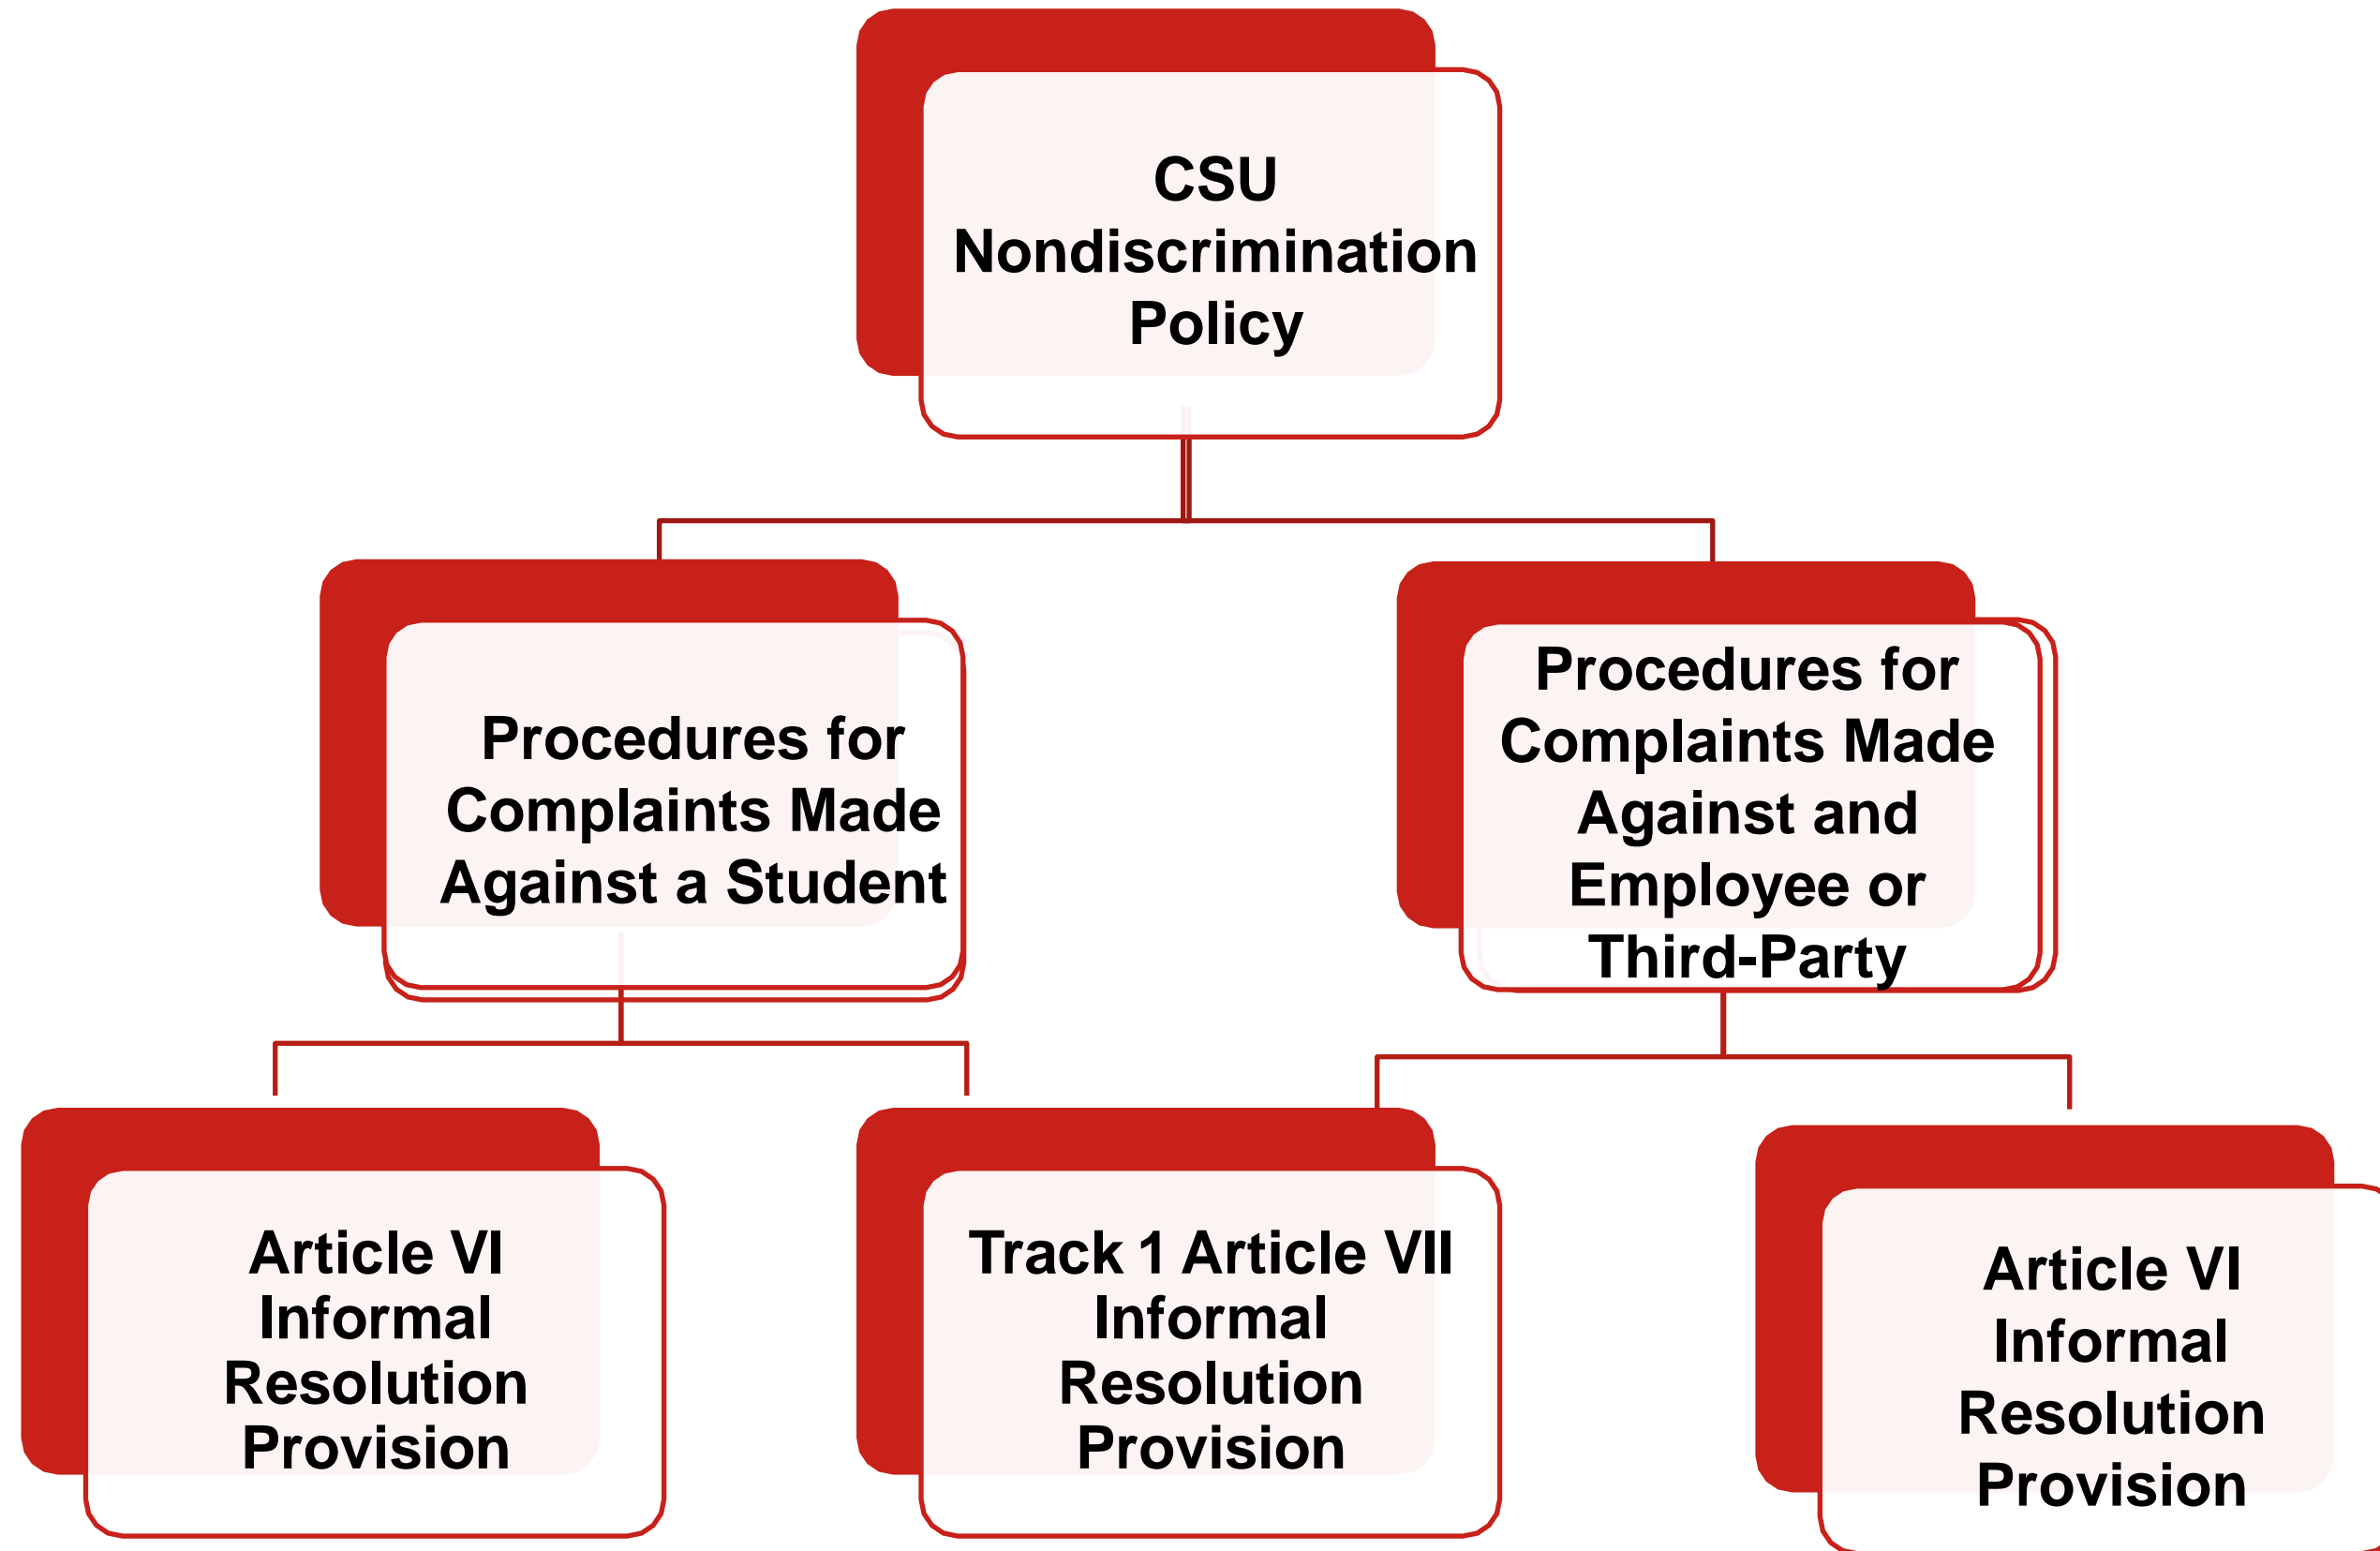 CSU
Nondiscrimination
Policy
Procedures for
Complaints Made
Against a Student
Procedures for
Complaints Made
Against and
Employee or
Third-Party
Article VI
Informal
Resolution
Provision
Track 1 Article VII
Informal
Resolution
Provision
Article VI
Informal
Resolution
Provision